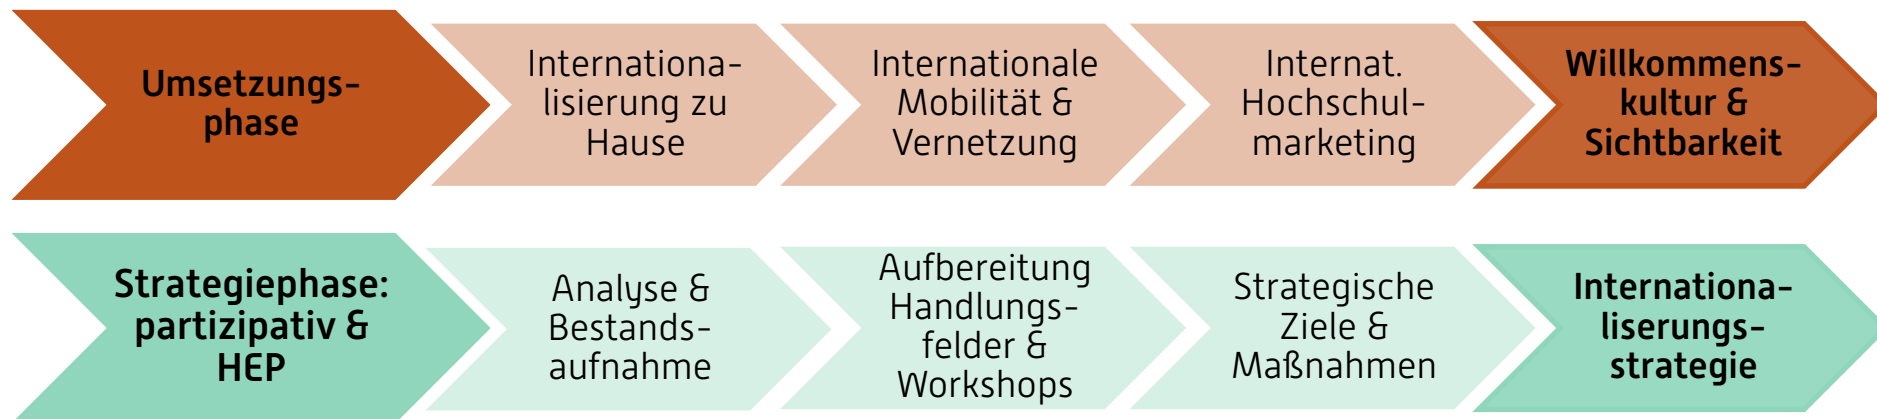 Umsetzungs-
phase
Internationa-
lisierung zu
Hause
Internationale
Mobilität &
Vernetzung
Internat.
Hochschul-
marketing
Willkommens-
kultur &
Sichtbarkeit
Strategiephase:
partizipativ &
HEP
Analyse &
Bestands-
aufnahme
Aufbereitung
Handlungs-
felder &
Workshops
Strategische
Ziele &
Maßnahmen
Internationa-
liserungs-
strategie